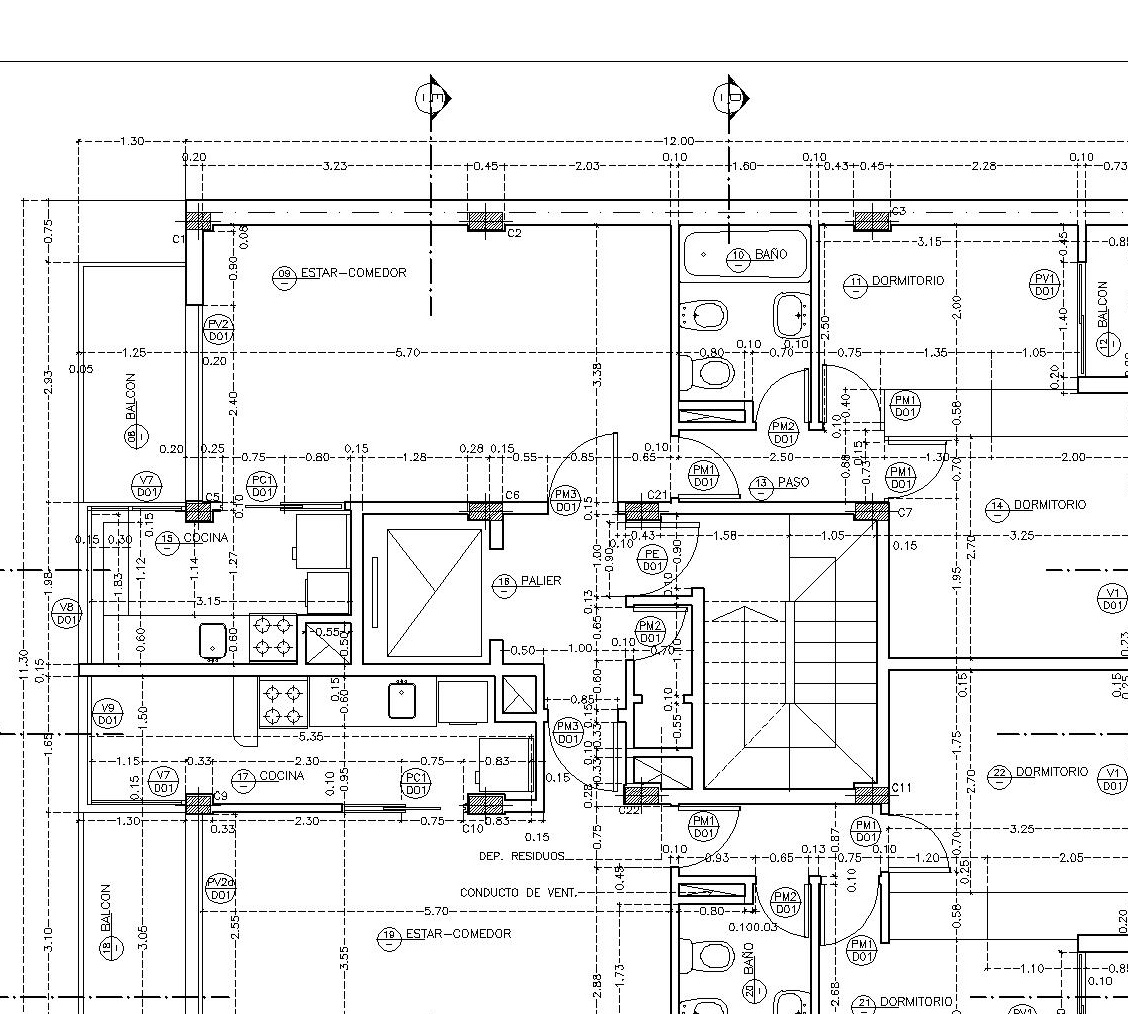 E
D
1.30
12.00
0.20
3.23
0.45
2.03
0.10
1.60
0.10
0.43
0.45
2.28
0.10
0.73
C1
C2
C3
0.75
0.08
0.90
09 ESTAR-COMEDOR
10 BAÑO
11 DORMITORIO
3.15
0.45
PV1
D01
12 BALCON
PV2
D01
2.50
2.00
1.40
1.25
0.20
5.70
0.80
0.10
0.70
0.10
0.75
1.35
1.05
0.05
2.93
08 BALCON
2.40
3.38
0.20
0.40
0.10
PM1
D01
0.58
PM2
D01
0.20
0.25
0.75
0.80
0.15
1.28
0.28
0.15
0.55
0.85
0.65
0.10
2.50
0.15
0.73
1.30
0.70
2.00
V7
D01
PC1
D01
PM3
D01
PM1
D01
13 PASO
PM1
D01
C5
0.10
C6
C21
C7
14 DORMITORIO
0.15
0.15
0.30
0.15
15 COCINA
0.10
0.43
1.58
1.05
0.15
3.25
1.98
1.83
1.12
1.14
1.27
1.00
0.90
PE
D01
0.90
0.10
1.95
2.70
16 PALIER
3.15
V8
D01
0.13
0.65
PM2
D01
V1
D01
0.60
0.60
0.55
0.50
0.50
1.00
0.10
0.70
1.10
0.23
11.30
0.15
0.15
0.60
0.85
0.60
0.10
0.15
0.15
0.25
V9
D01
1.50
5.35
PM3
D01
0.15
0.33
0.10
0.55
1.65
1.75
1.15
0.33
2.30
0.75
0.83
0.33
V7
D01
0.15
17 COCINA
0.10
0.95
PC1
D01
0.15
0.28
22 DORMITORIO
V1
D01
2.70
C9
C10
C22
C11
1.30
0.33
2.30
0.75
0.83
0.15
0.75
PM1
D01
0.87
PM1
D01
3.25
DEP. RESIDUOS
0.10
0.93
0.65
0.13
0.75
0.10
1.20
0.70
2.05
0.45
0.10
0.25
PV2d
D01
CONDUCTO DE VENT.
PM2
D01
5.70
0.80
0.10
0.03
0.58
0.20
18 BALCON
3.10
3.05
2.55
19 ESTAR-COMEDOR
3.55
2.88
1.73
20 BAÑO
PM1
D01
2.68
1.10
0.10
21 DORMITORIO
PV1